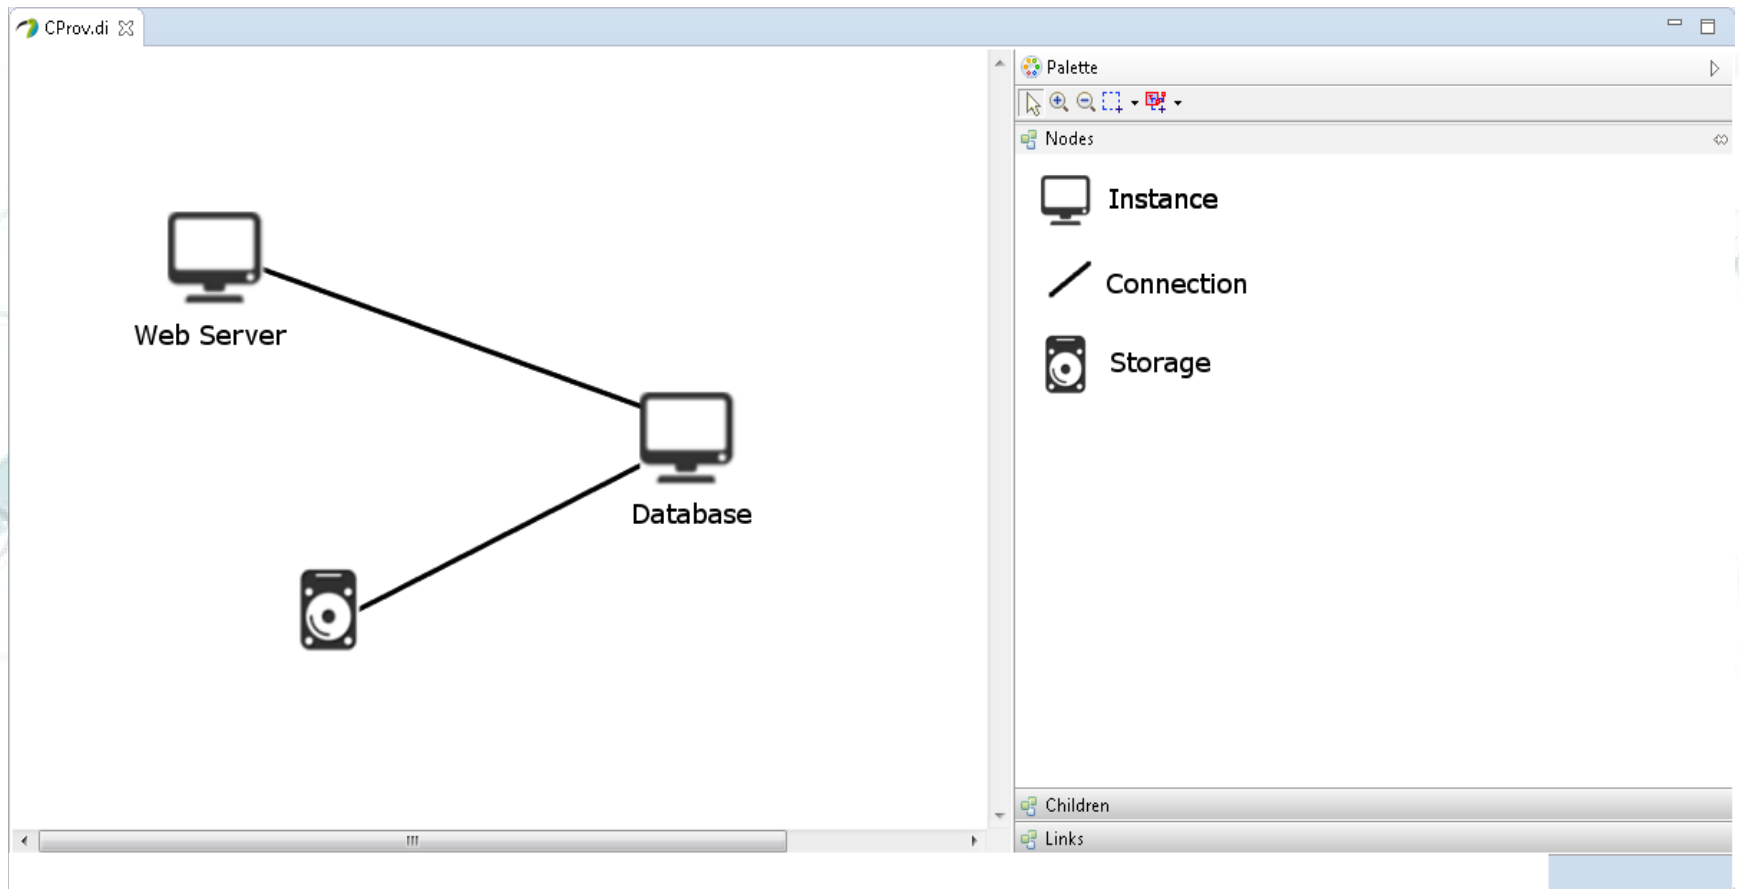 CProv.di
Palette
Nodes
Instance
Connection
Storage
Web Server
Database
Children
Links